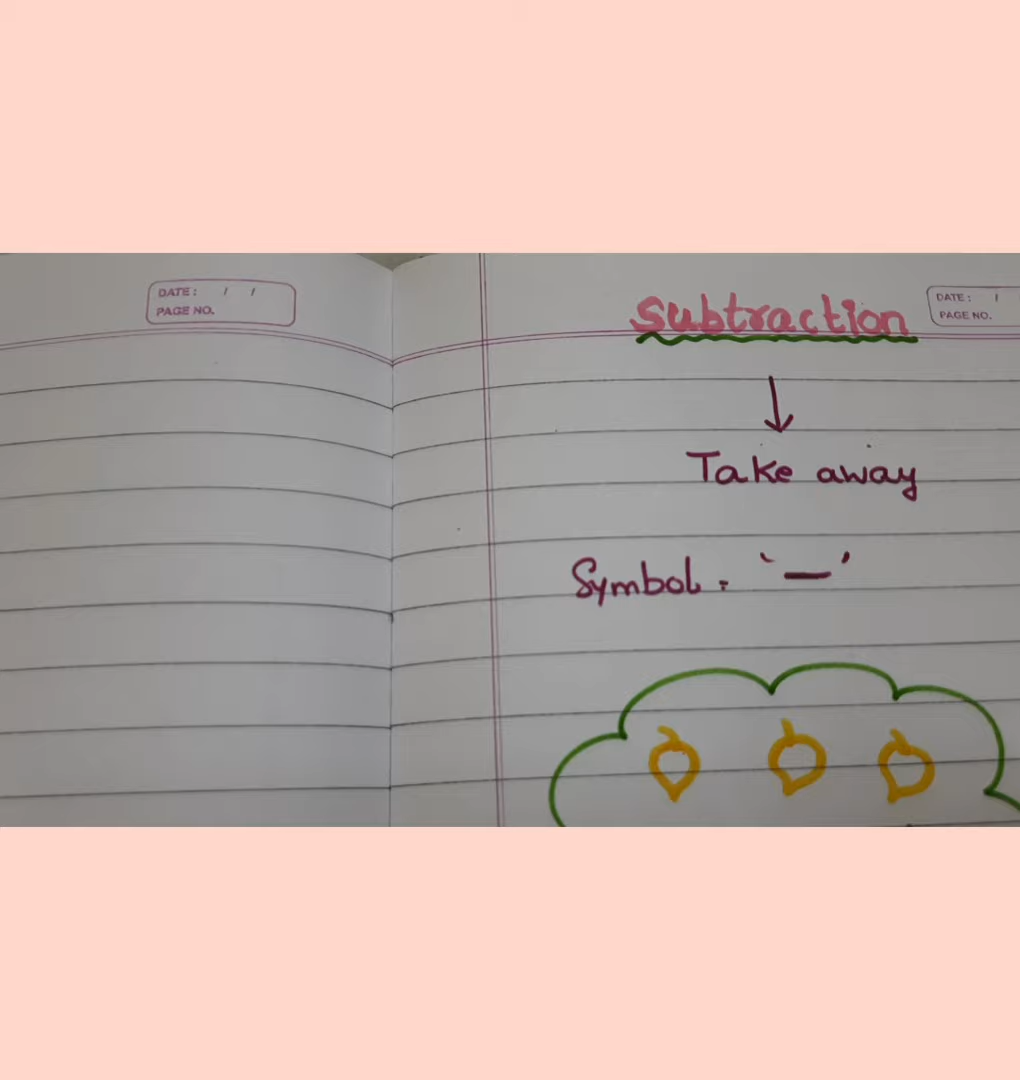 DATE: / /
PAGE NO.
subtraction
DATE: /
PAGE NO.
↓
Take away
Symbol : ‘—’